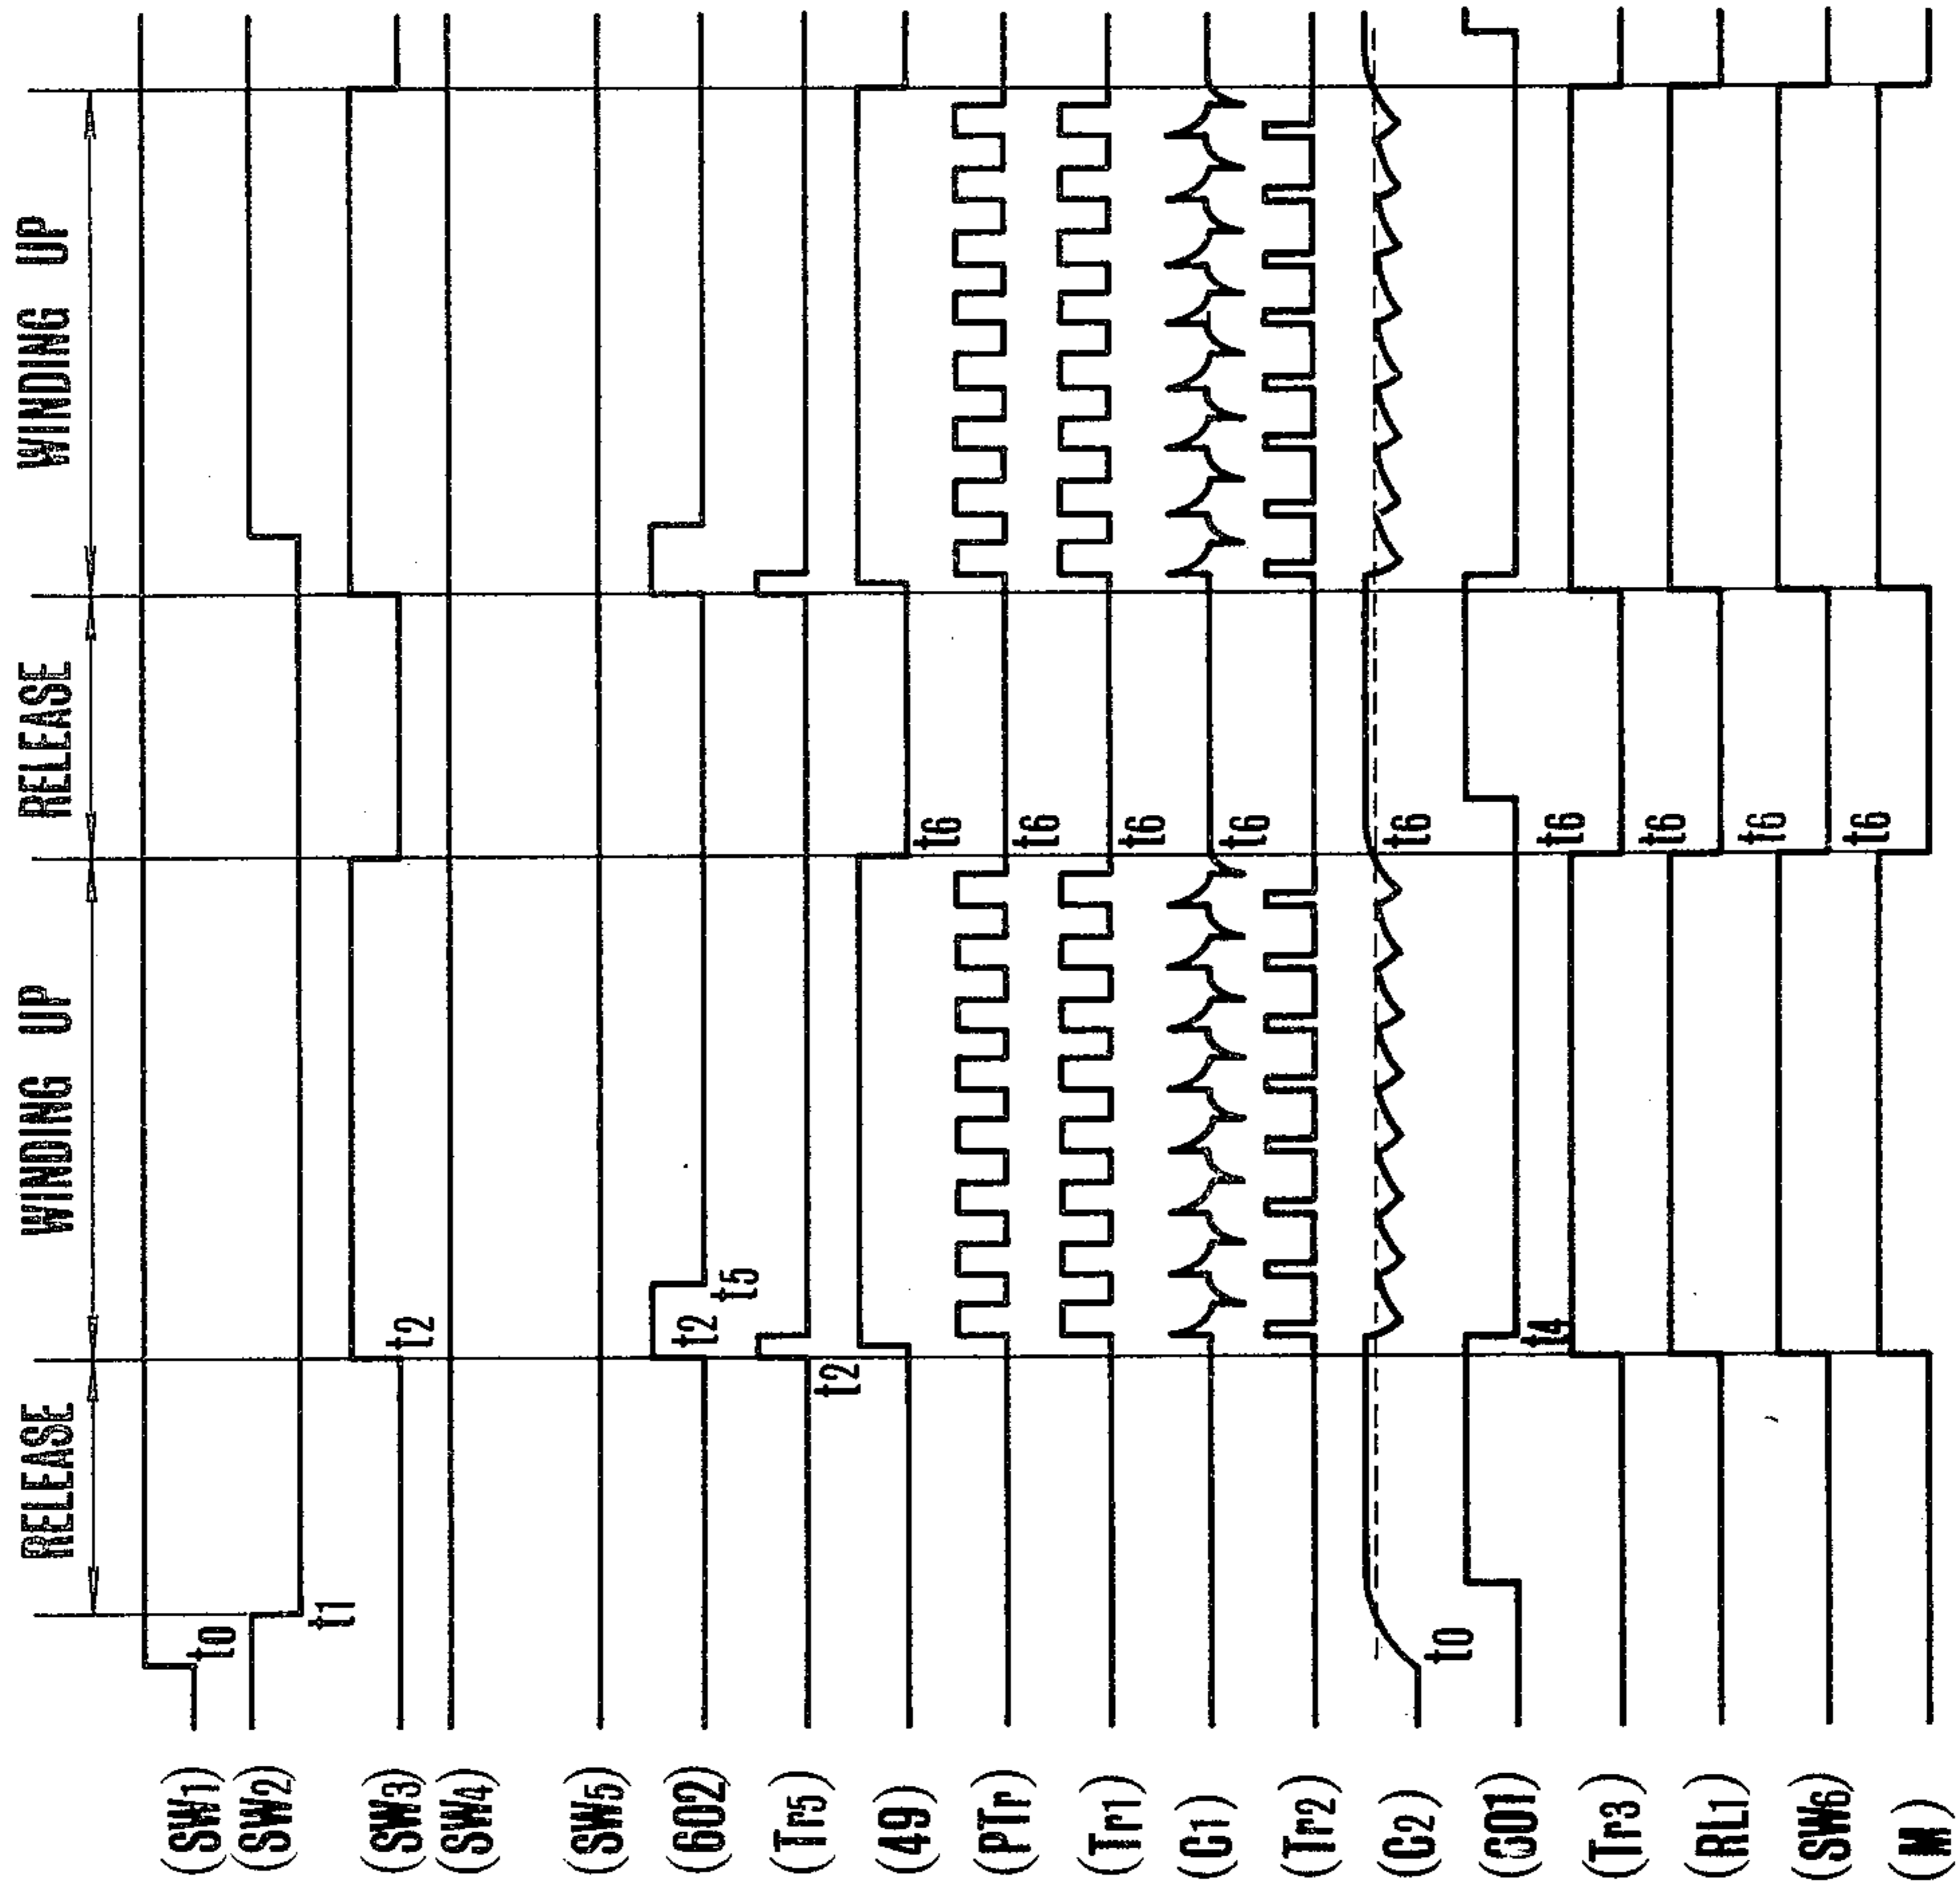 RELEASE WINDING UP RELEASE WINDING UP
(SW1) t0
(SW2) t1
(SW3) t2
(SW4)
(SW5)
(602) t2 t5
(Tr5) t2
(49) t6
(PTr) t6
(Tr1) t6
(C1) t6
(Tr2)
(C2) t0 t6
(601) t4
(Tr3) t6
(RL1) t6
(SW6) t6
(M) t6